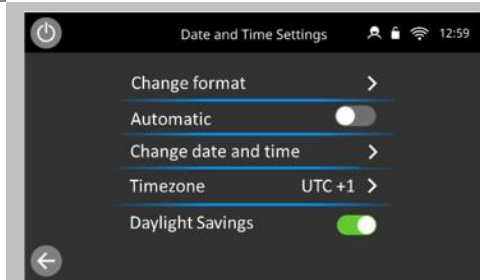 Date and Time Settings 12:59
Change format
Automatic
Change date and time
Timezone UTC +1
Daylight Savings